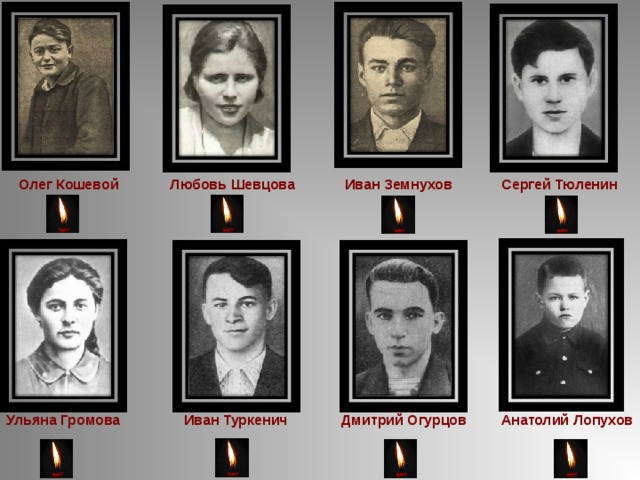 Олег Кошевой
Любовь Шевцова
Иван Земнухов
Сергей Тюленин
Ульяна Громова
Иван Туркенич
Дмитрий Огурцов
Анатолий Лопухов